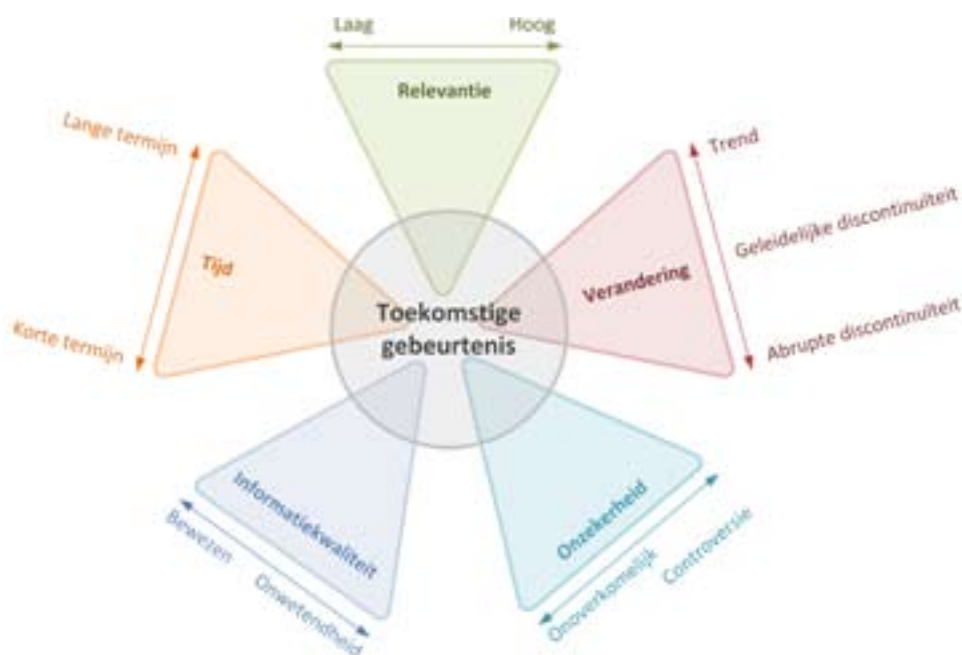 Laag
Hoog
Relevantie
Lange termijn
Tijd
Korte termijn
Trend
Geleidelijke discontinuïteit
Verandering
Abrupte discontinuïteit
Toekomstige
gebeurtenis
Informatiekwaliteit
Bewezen
Onwetendheid
Onzekerheid
Onoverkomelijk
Controversie